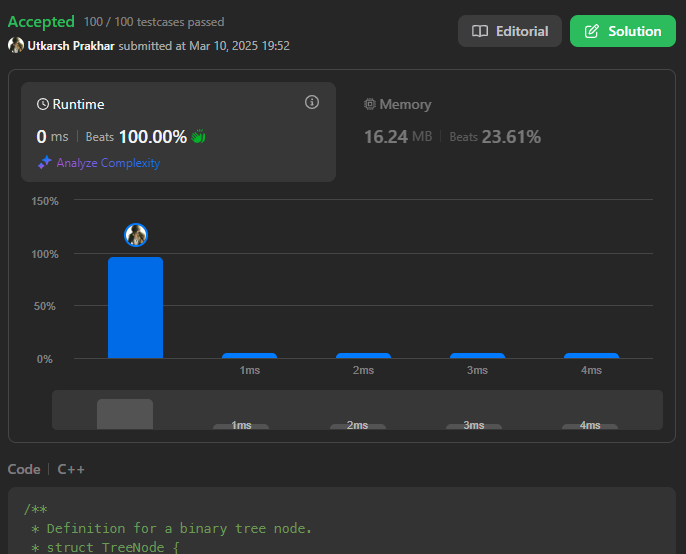 Accepted 100 / 100 testcases passed
Utkarsh Prakhar submitted at Mar 10, 2025 19:52
Editorial
Solution
Runtime
0 ms | Beats 100.00%
Analyze Complexity
Memory
16.24 MB | Beats 23.61%
150%
100%
50%
0%
1ms 2ms 3ms 4ms
1ms 2ms 3ms 4ms
Code | C++
/**
* Definition for a binary tree node.
* struct TreeNode {